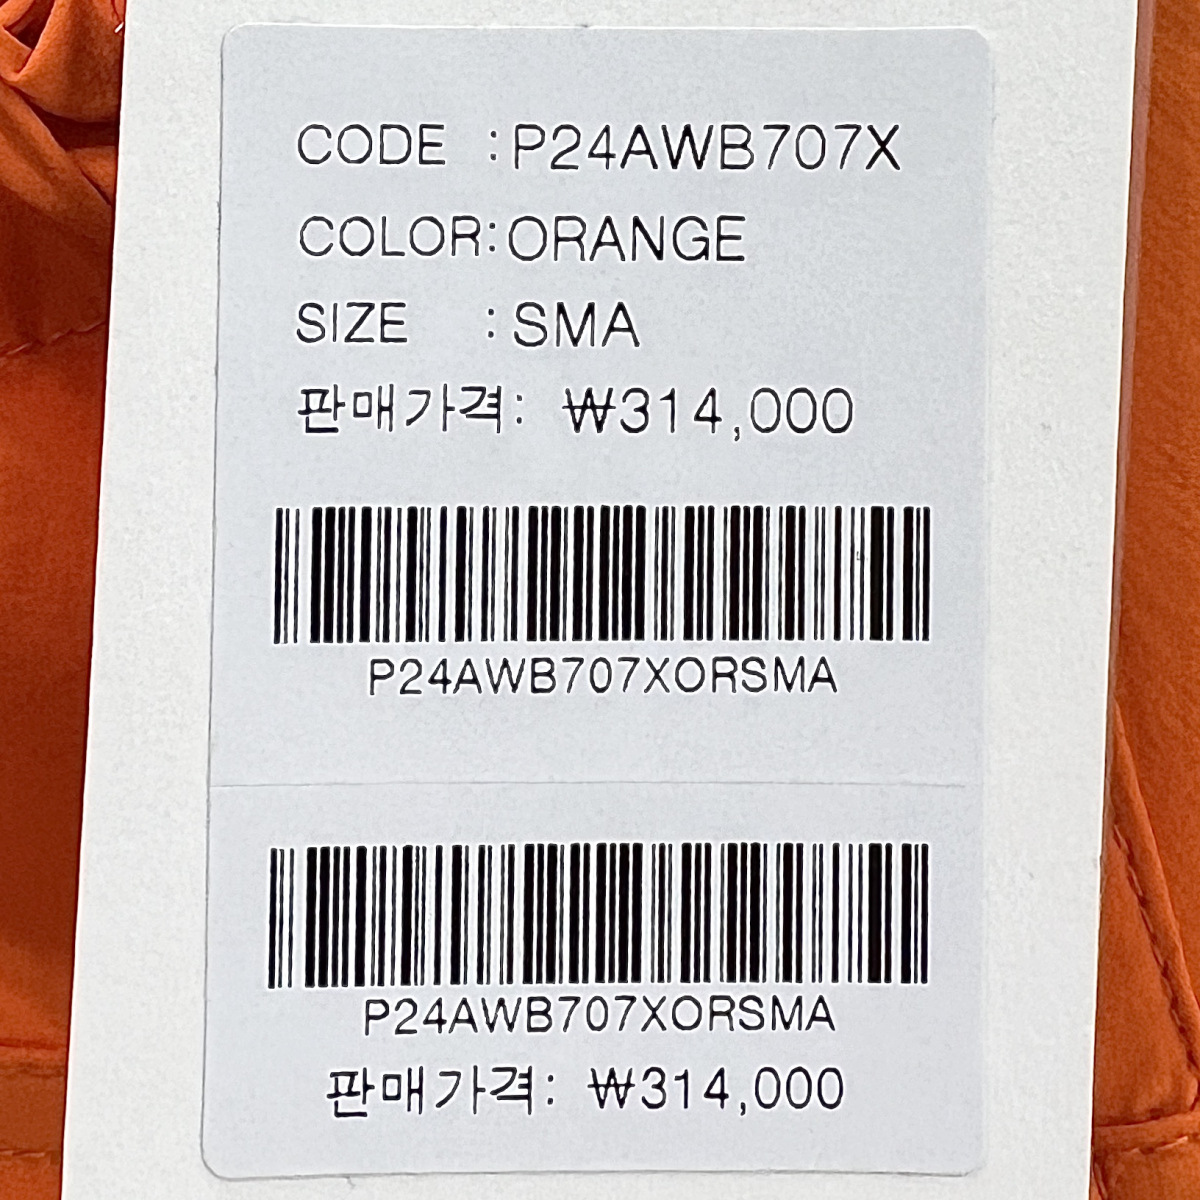 CODE :P24AWB707X
COLOR:ORANGE
SIZE :SMA
판매가격: ₩314,000
P24AWB707XORSMA
P24AWB707XORSMA
판매가격: ₩314,000